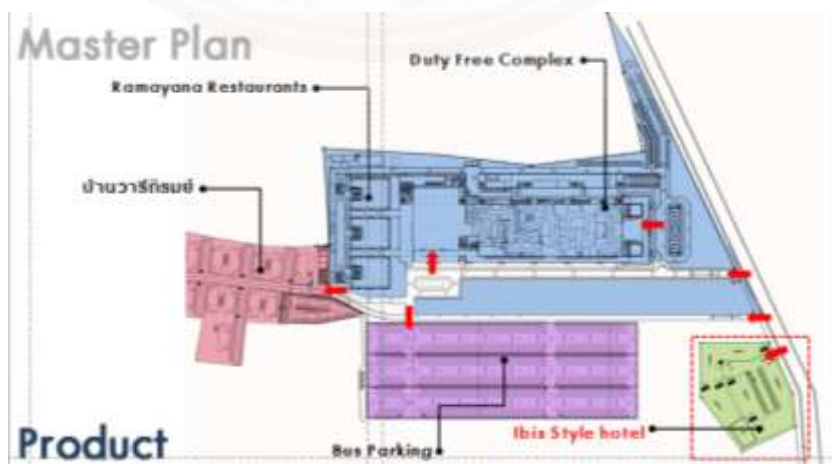 Master Plan
Duty Free Complex
Ramayana Restaurants
บ้านวารีภิรมย์
Ibis Style hotel
Product
Bus Parking